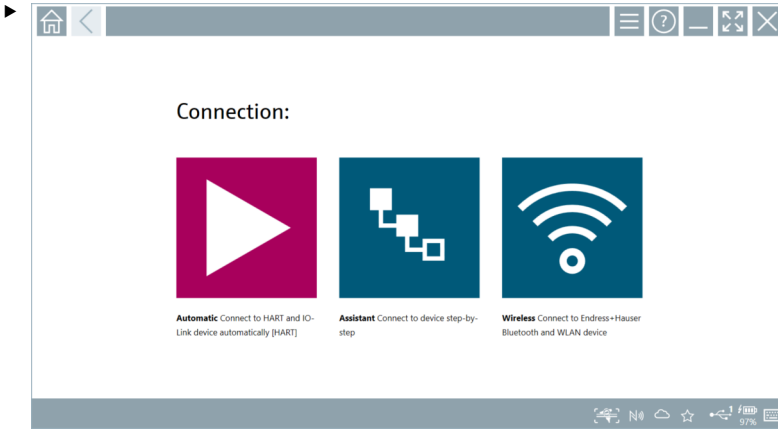 Connection:
Automatic Connect to HART and IO-
Link device automatically [HART]
Assistant Connect to device step-by-
step
Wireless Connect to Endress+Hauser
Bluetooth and WLAN device
1
97%